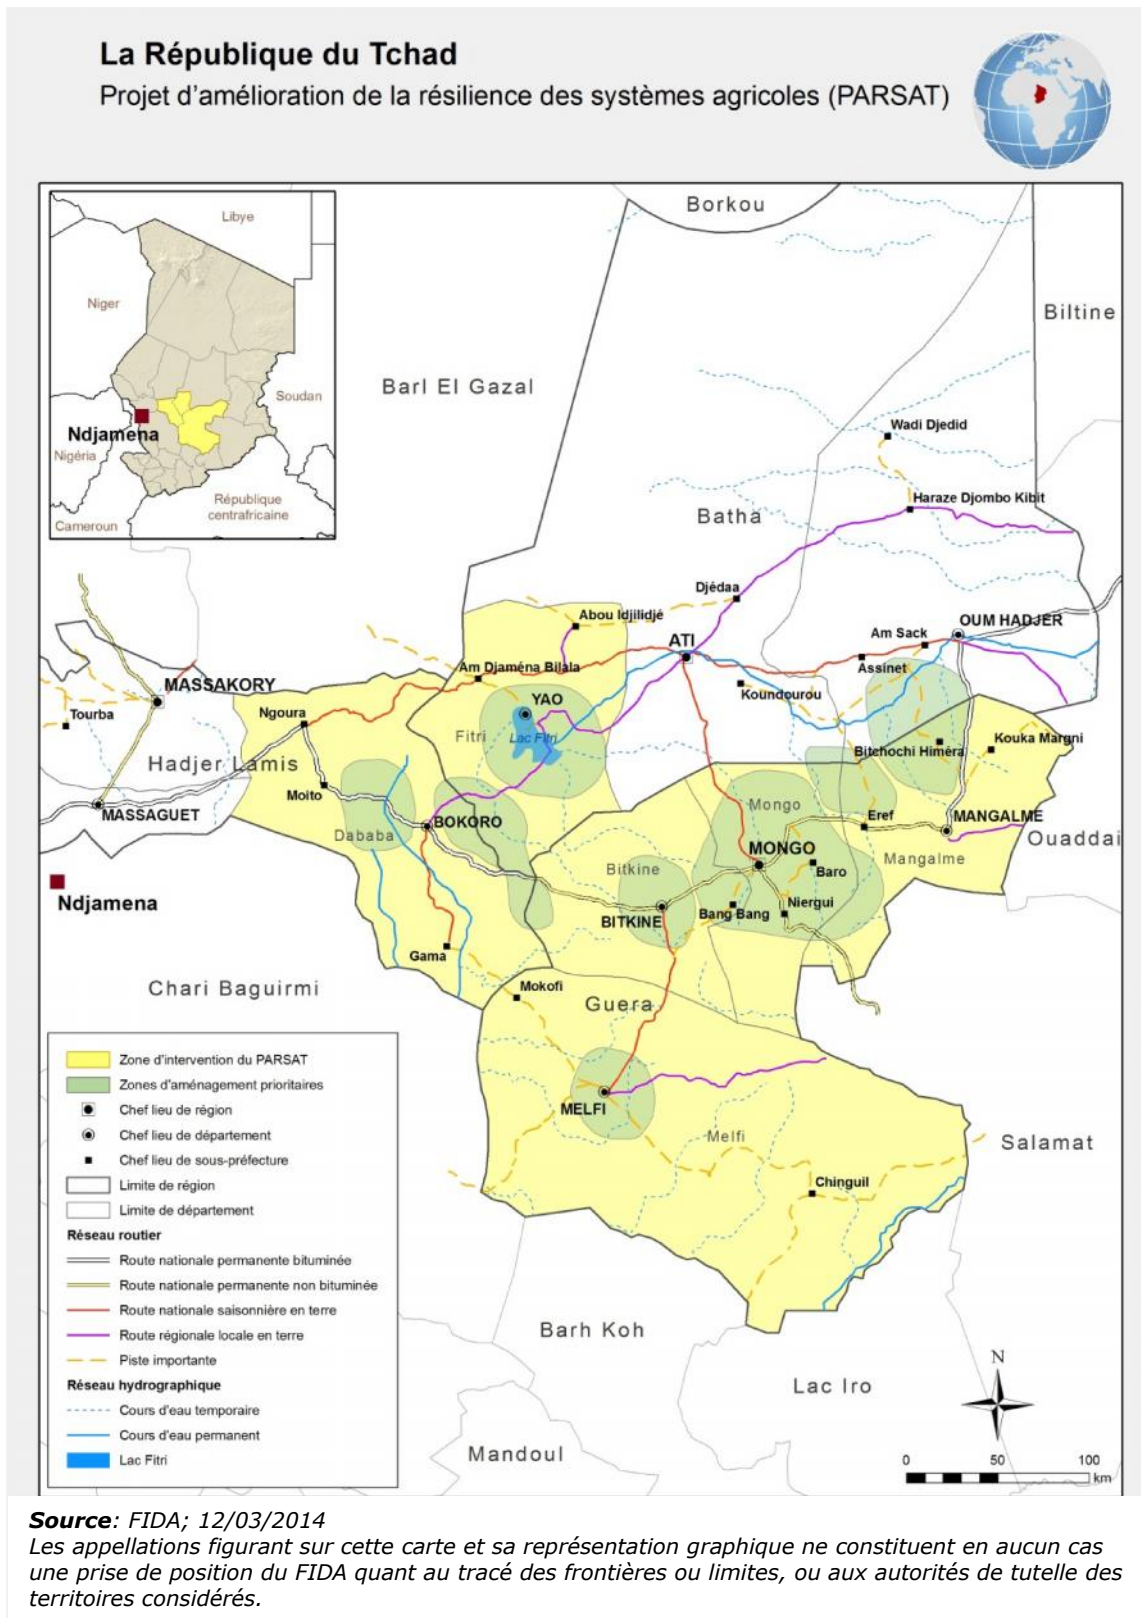 La République du Tchad
Projet d'amélioration de la résilience des systèmes agricoles (PARSAT)
Borkou
Libye
Niger
Biltine
Barl El Gazal
Soudan
Wadi Djedid
Ndjamena
Nigéria
Haraze Djombo Kibit
République
centrafricaine
Batha
Cameroun
Djédaa
Abou Idjilidjé
OUM HADJER
Am Sack
ATI
Am Djaména Bilala
Assinet
MASSAKORY
Koundourou
YAO
Tourba
Ngoura
Fitri
Lac Fitri
Kouka Margni
Bitchochi Himéra
Hadjer Lamis
Moito
Mongo
MASSAGUET
BOKORO
Eref
MANGALME
Dababa
Ouaddai
MONGO
Mangalme
Bitkine
Baro
Ndjamena
Niergui
Bang Bang
BITKINE
Gama
Chari Baguirmi
Mokofi
Guera
MELFI
Melfi
Salamat
Chinguil
Barh Koh
Lac Iro
Mandoul
Zone d'intervention du PARSAT
Zones d'aménagement prioritaires
Chef lieu de région
Chef lieu de département
Chef lieu de sous-préfecture
Limite de région
Limite de département
Réseau routier
Route nationale permanente bituminée
Route nationale permanente non bituminée
Route nationale saisonnière en terre
Route régionale locale en terre
Piste importante
Réseau hydrographique
Cours d'eau temporaire
Cours d'eau permanent
Lac Fitri
N
0 50 100
km
Source: FIDA; 12/03/2014
Les appellations figurant sur cette carte et sa représentation graphique ne constituent en aucun cas
une prise de position du FIDA quant au tracé des frontières ou limites, ou aux autorités de tutelle des
territoires considérés.